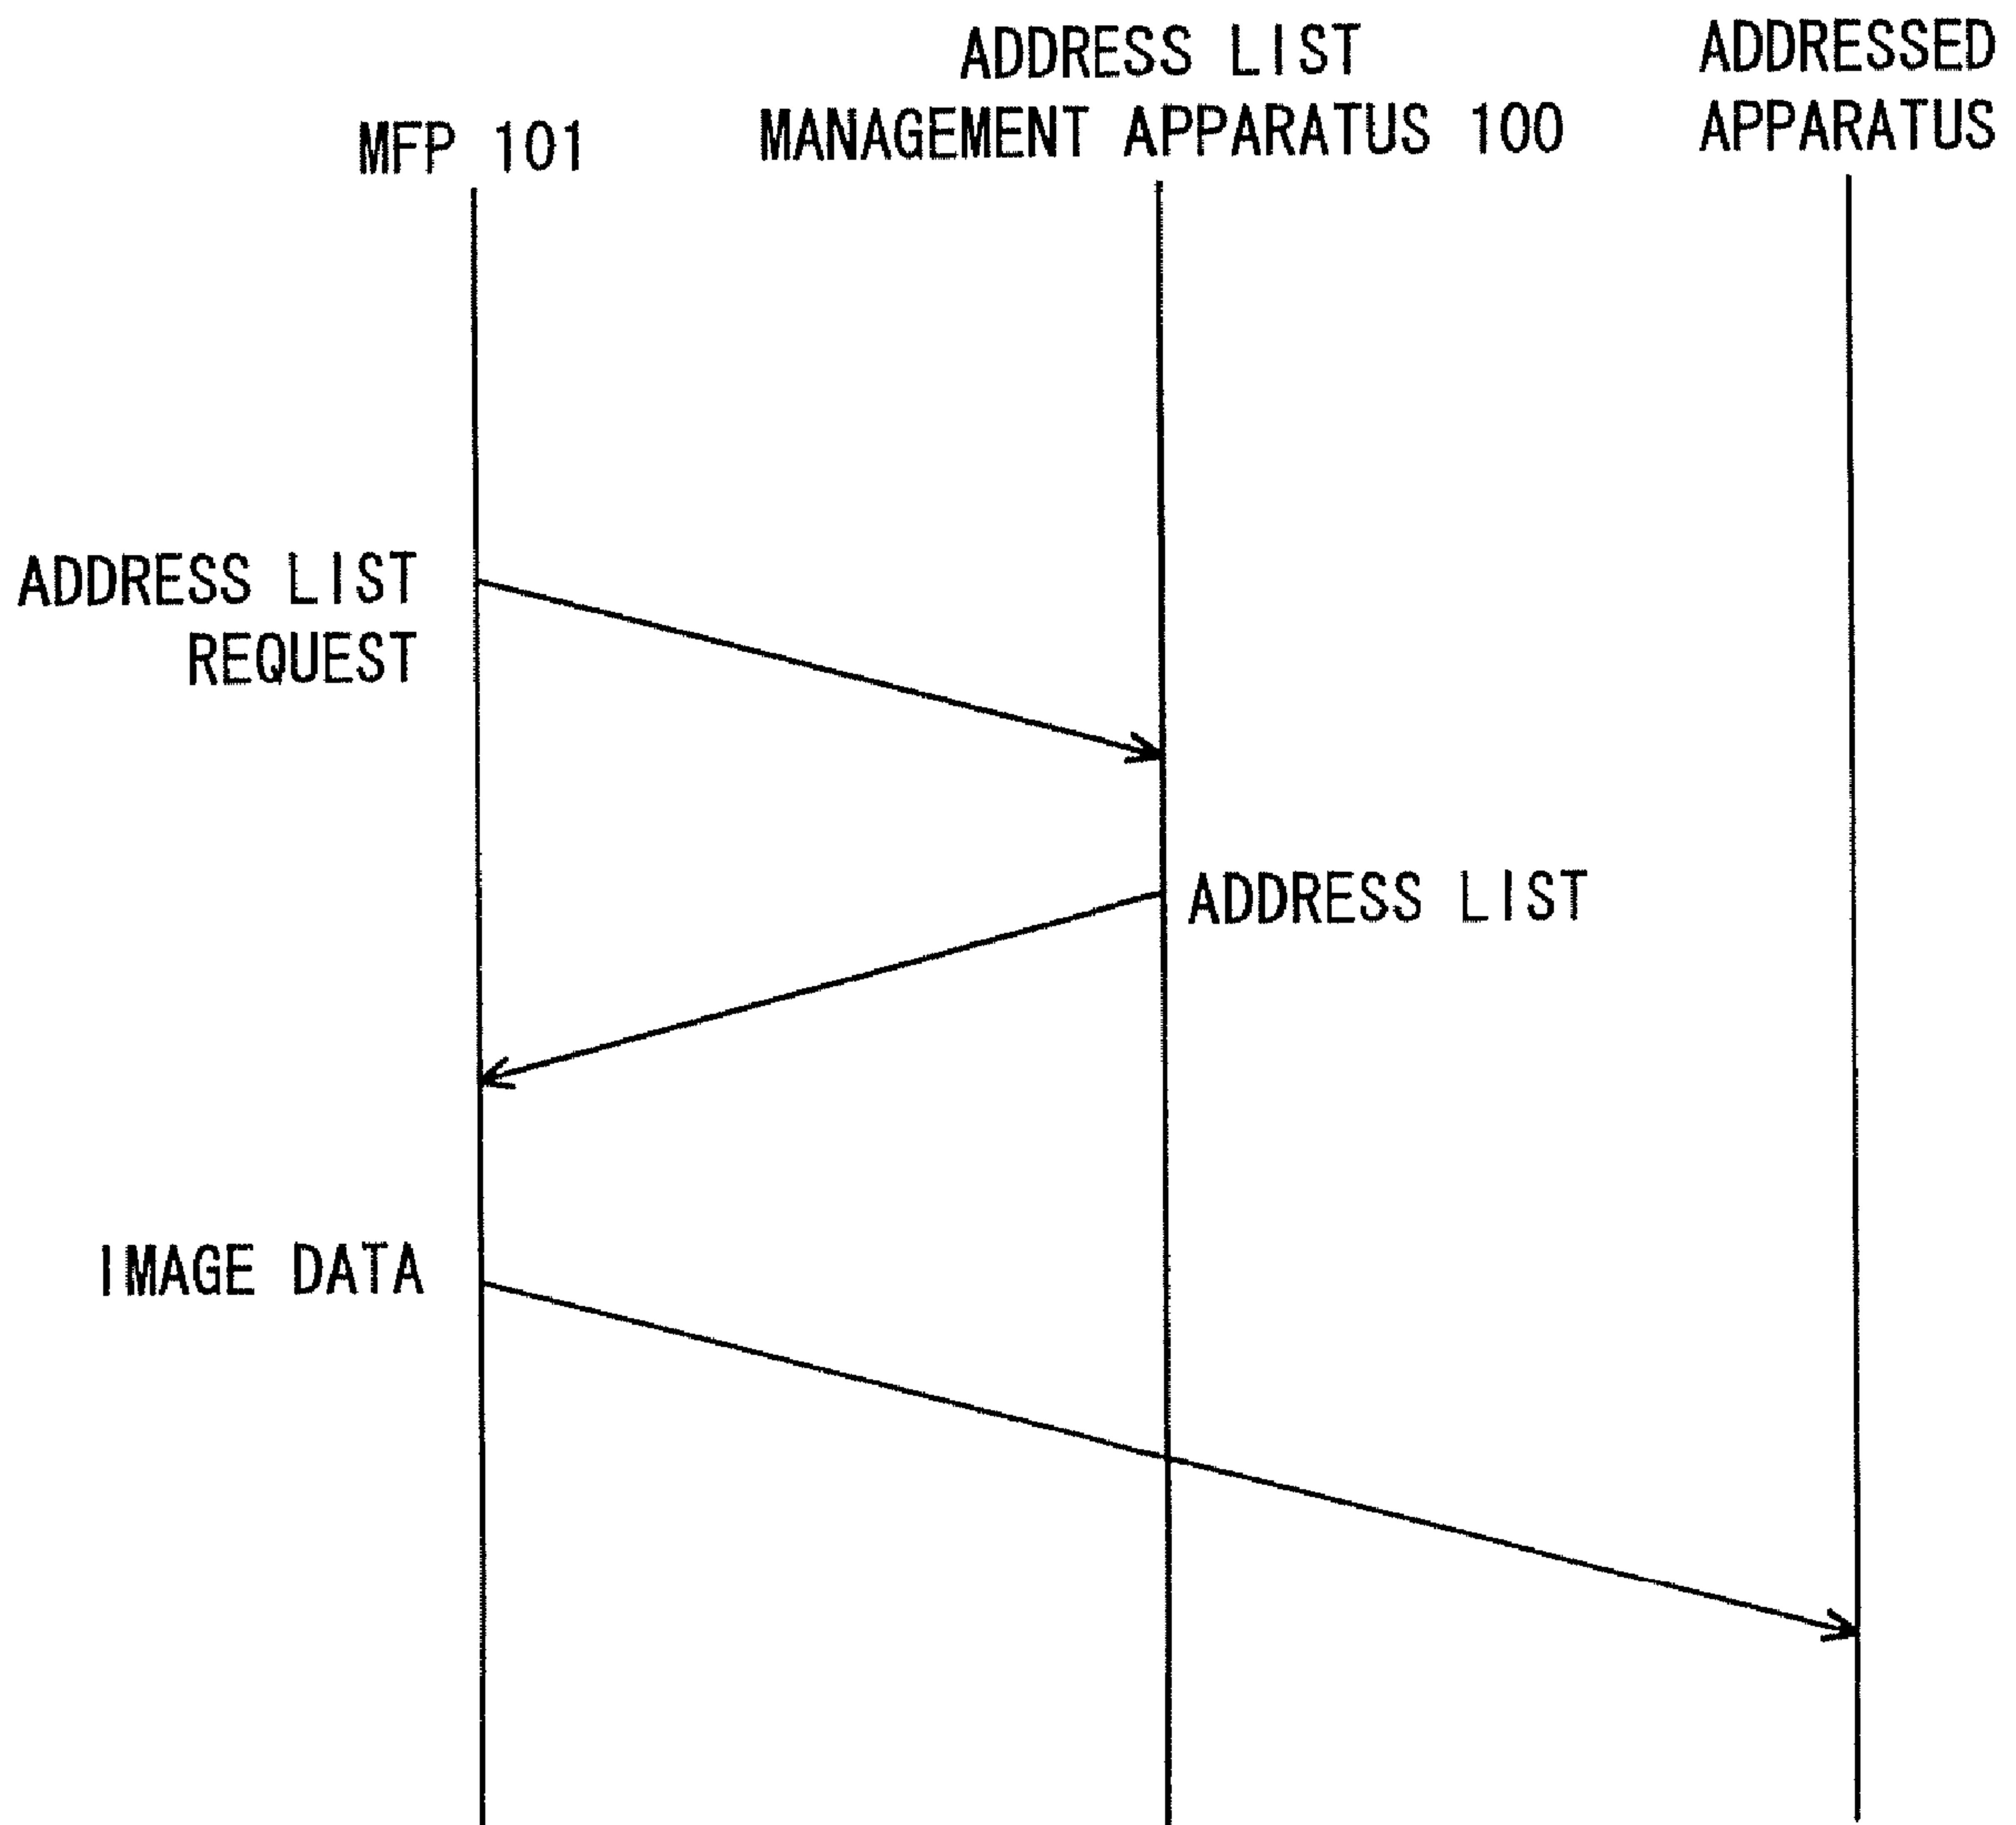 MFP 101
ADDRESS LIST
MANAGEMENT APPARATUS 100
ADDRESSED
APPARATUS
ADDRESS LIST
REQUEST
ADDRESS LIST
IMAGE DATA